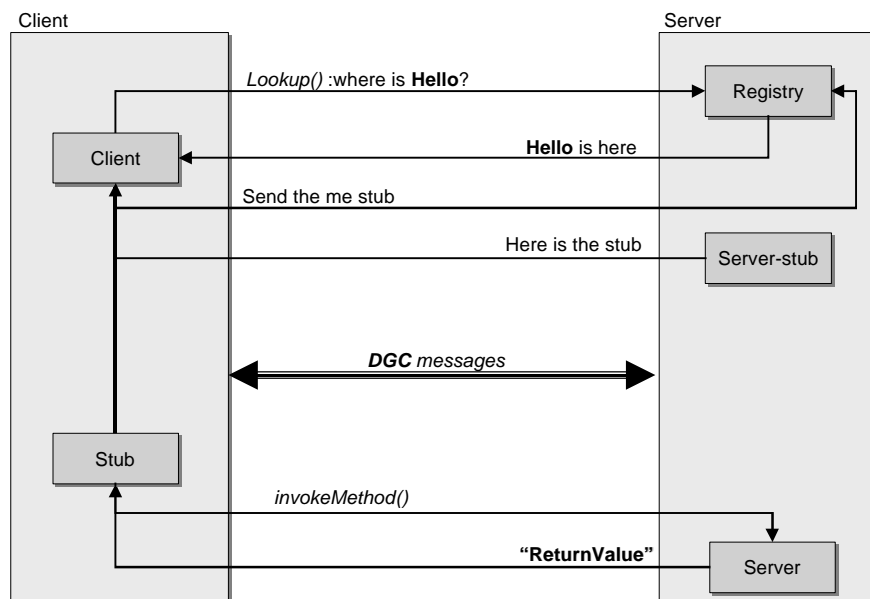 Client
Server
Lookup() :where is Hello?
Registry
Client
Hello is here
Send the me stub
Here is the stub
Server-stub
DGC messages
Stub
invokeMethod()
“ReturnValue”
Server